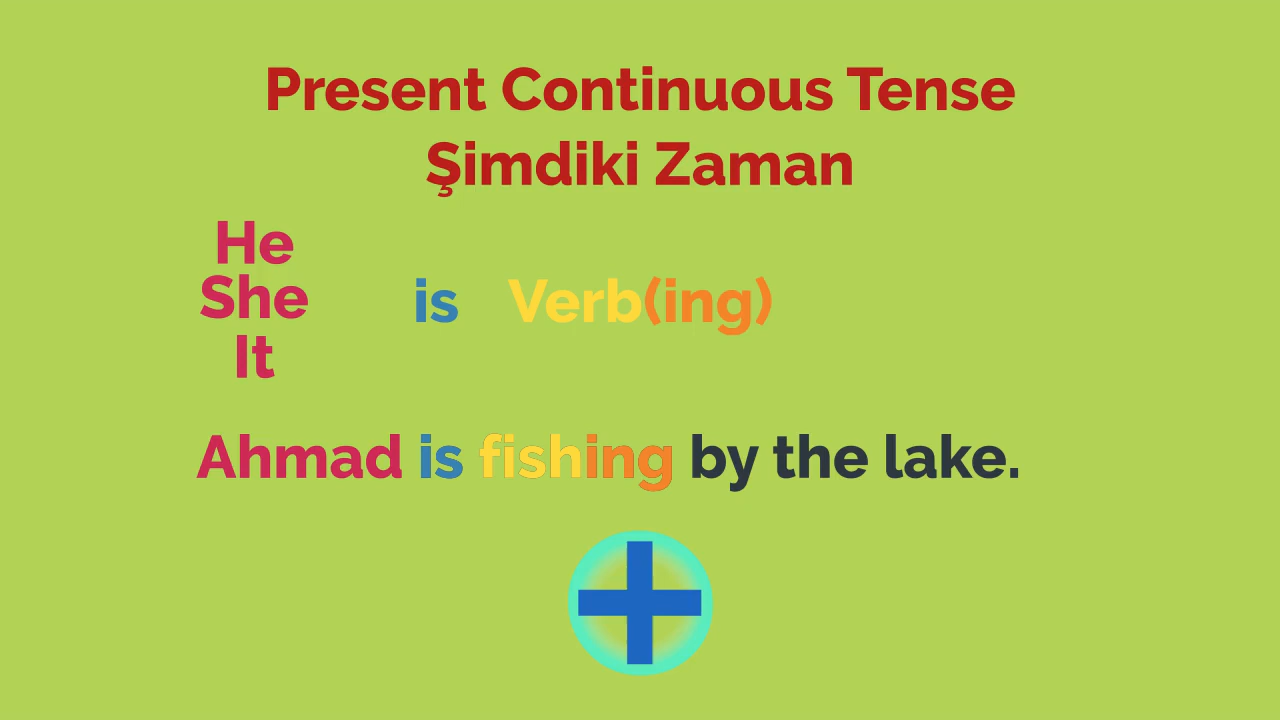 Present Continuous Tense
Şimdiki Zaman
He
She
is Verb(ing)
It
Ahmad is fishing by the lake.